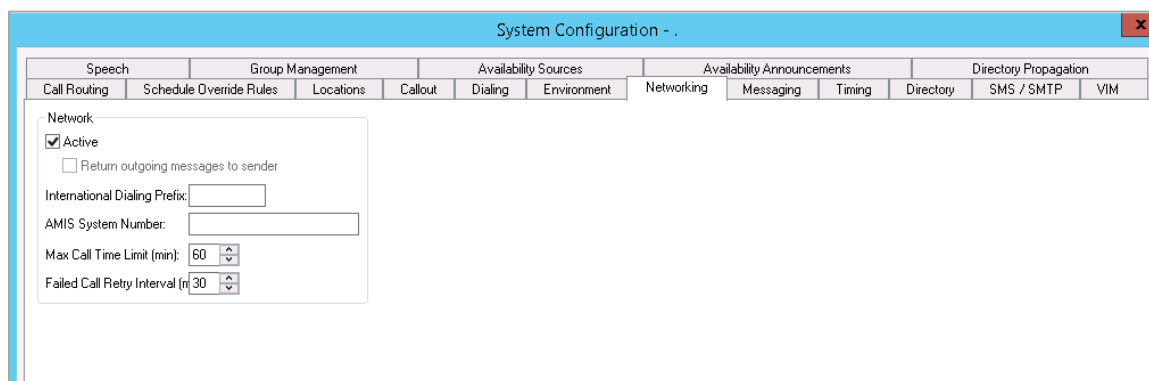 System Configuration - .
x
Speech Group Management Availability Sources Availability Announcements Directory Propagation
Call Routing Schedule Override Rules Locations Callout Dialing Environment Networking Messaging Timing Directory SMS / SMTP VIM
Network
Active
Return outgoing messages to sender
International Dialing Prefix:
AMIS System Number:
Max Call Time Limit (min): 60
Failed Call Retry Interval (m 30